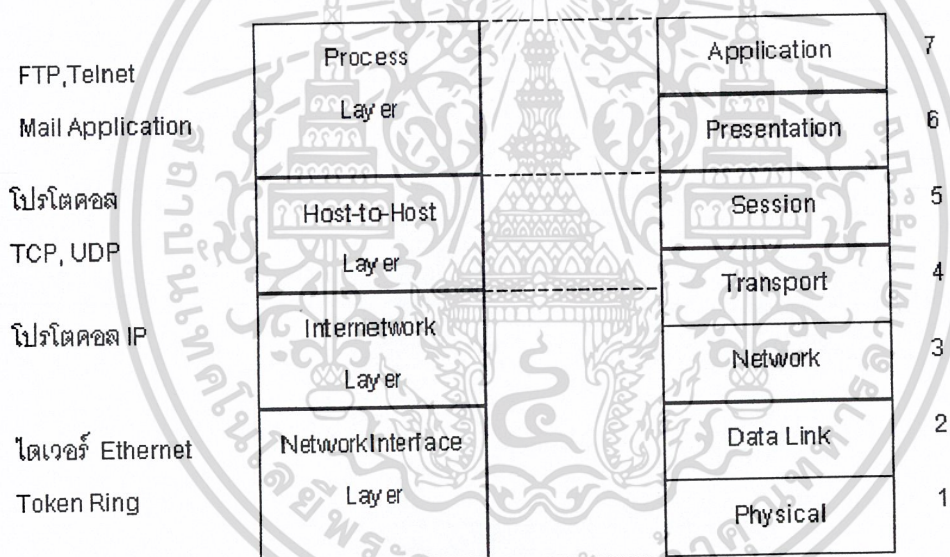 FTP,Telnet
Mail Application
โปรโตคอล
TCP, UDP
โปรโตคอล IP
ไดเวอร์ Ethernet
Token Ring
Process
Layer
Host-to-Host
Layer
Internetwork
Layer
NetworkInterface
Layer
Application 7
Presentation 6
Session 5
Transport 4
Network 3
Data Link 2
Physical 1